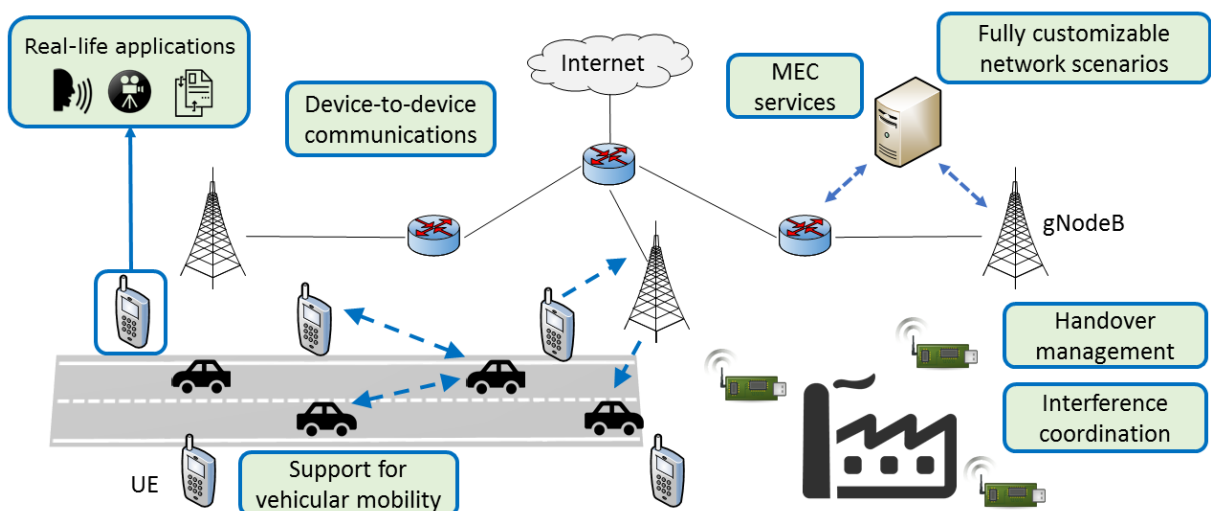 Real-life applications
Device-to-device
communications
Internet
MEC
services
Fully customizable
network scenarios
gNodeB
Handover
management
Interference
coordination
UE
Support for
vehicular mobility